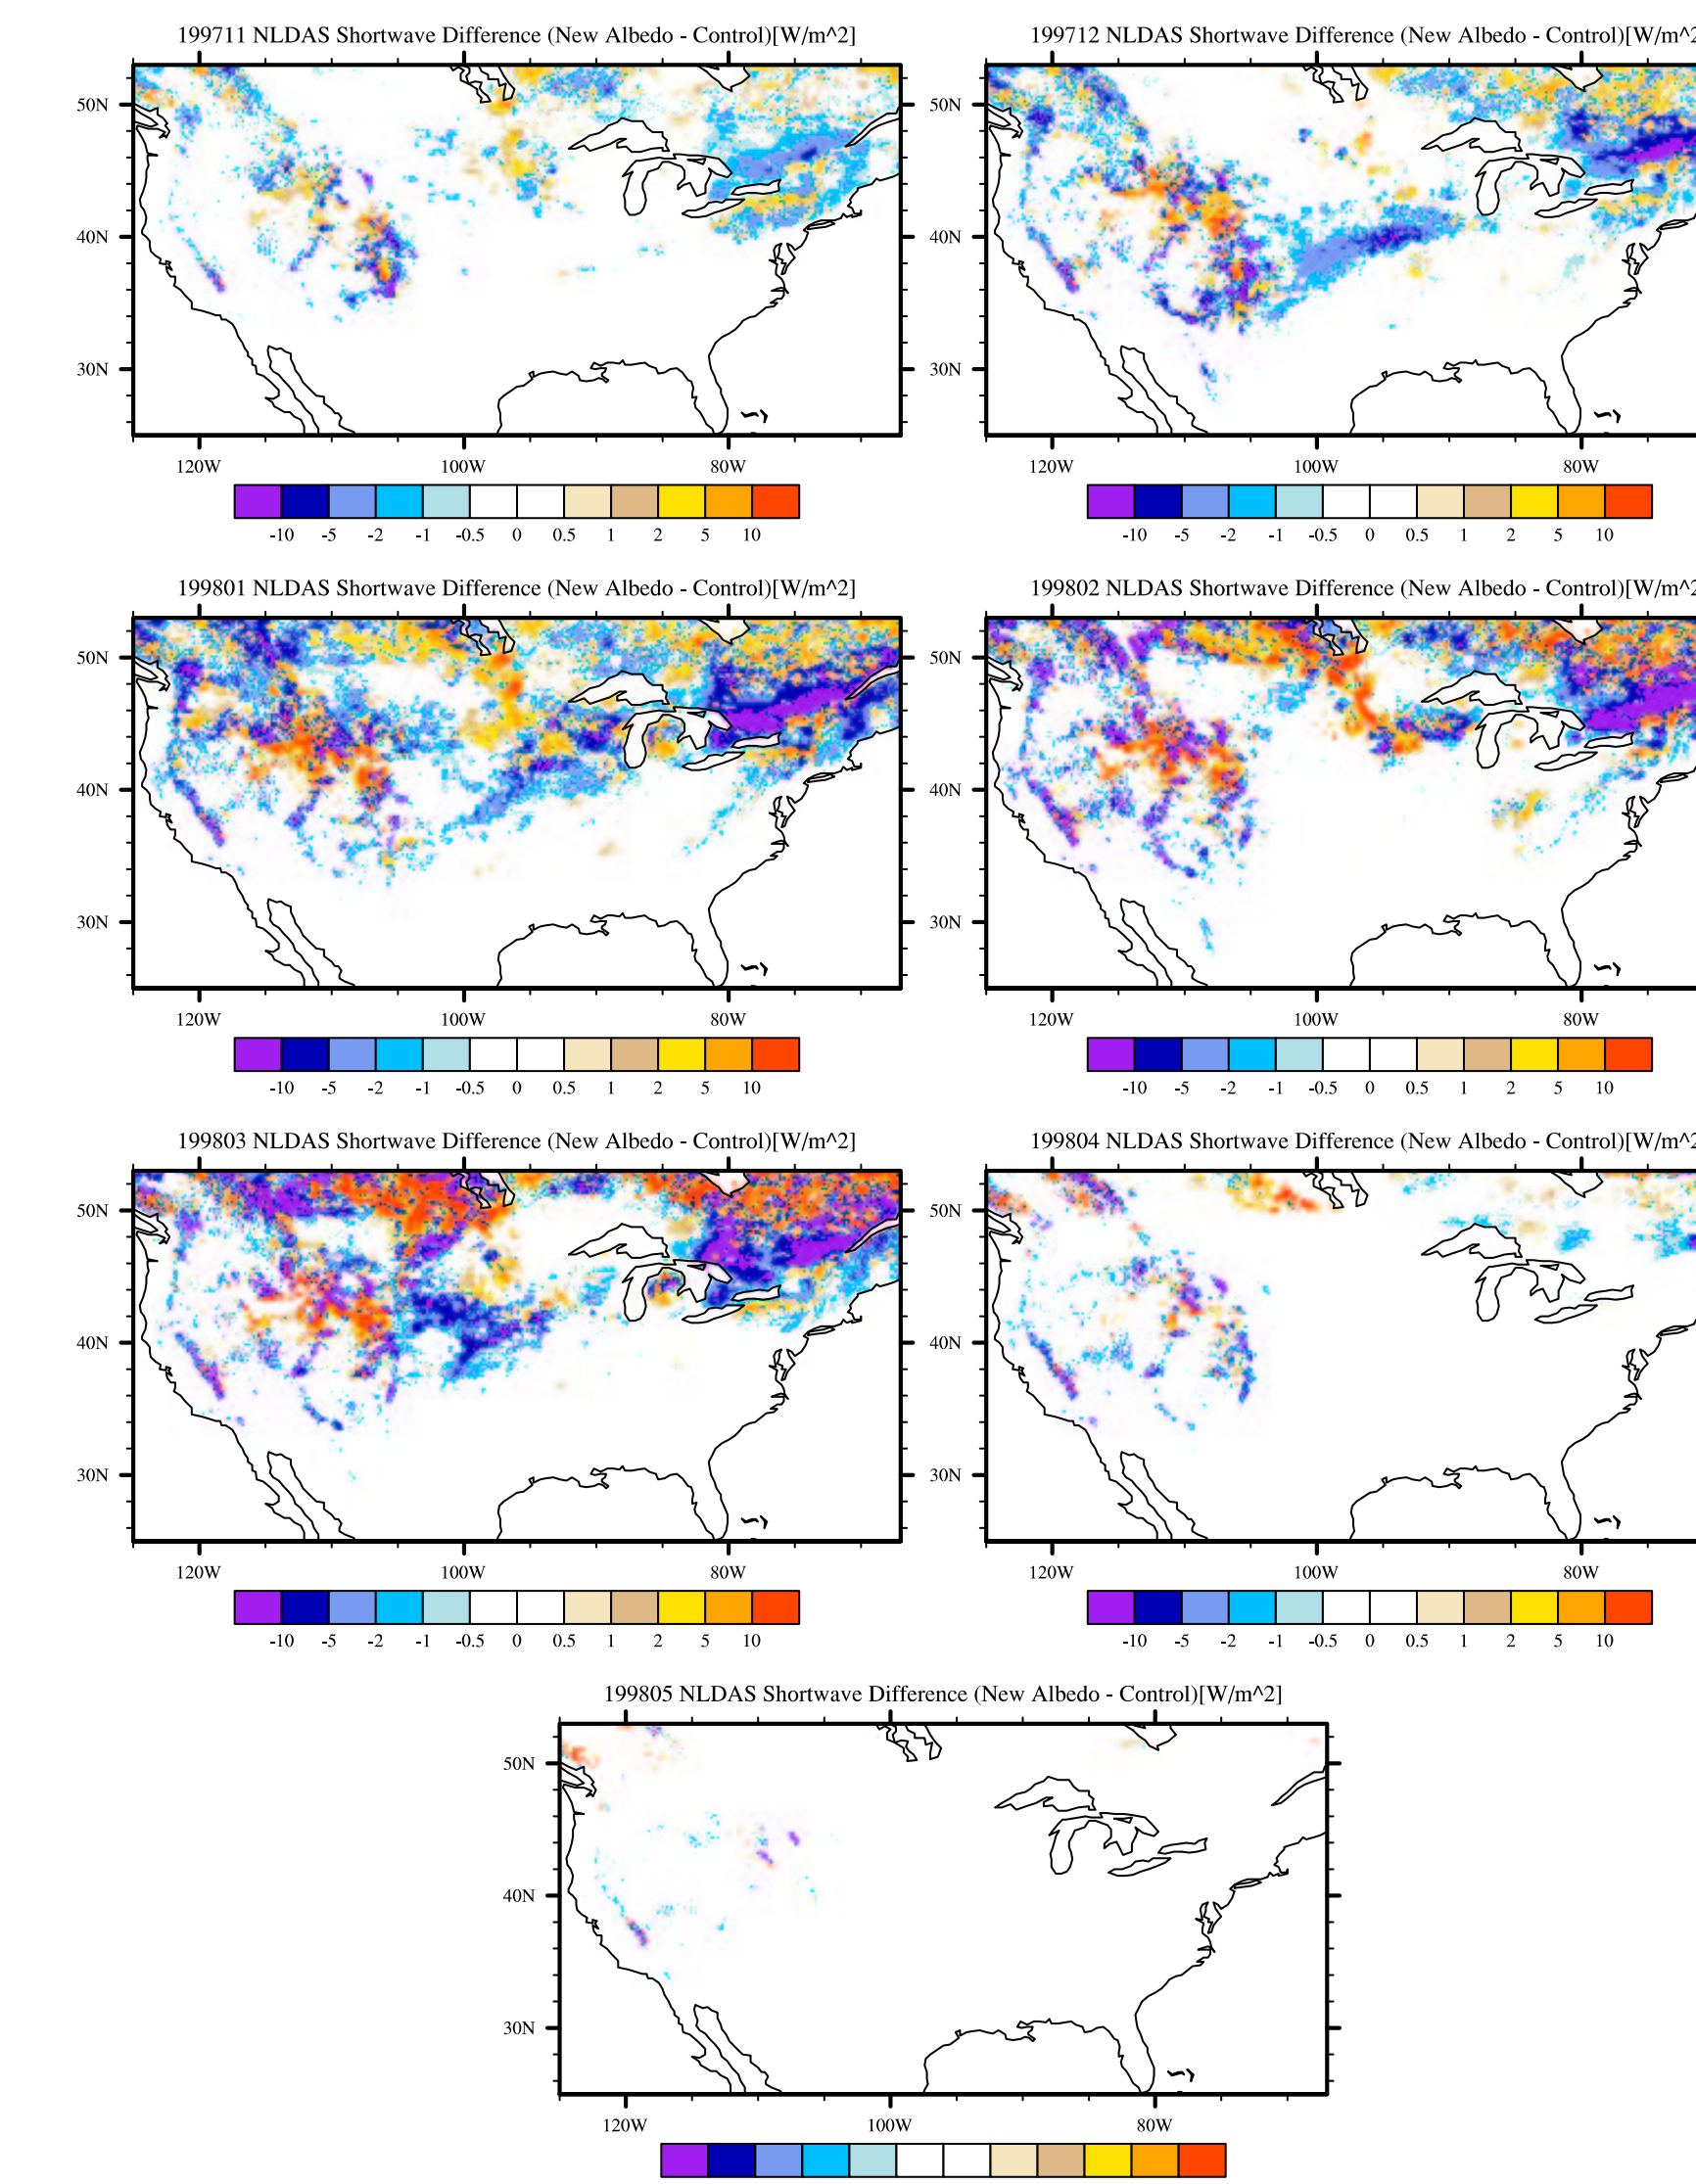 199711 NLDAS Shortwave Difference (New Albedo - Control)[W/m^2]
199712 NLDAS Shortwave Difference (New Albedo - Control)[W/m^2
50N
40N
30N
50N
40N
30N
120W 100W 80W
120W 100W 80W
-10 -5 -2 -1 -0.5 0 0.5 1 2 5 10
-10 -5 -2 -1 -0.5 0 0.5 1 2 5 10
199801 NLDAS Shortwave Difference (New Albedo - Control)[W/m^2]
199802 NLDAS Shortwave Difference (New Albedo - Control)[W/m^2
50N
40N
30N
50N
40N
30N
120W 100W 80W
120W 100W 80W
-10 -5 -2 -1 -0.5 0 0.5 1 2 5 10
-10 -5 -2 -1 -0.5 0 0.5 1 2 5 10
199803 NLDAS Shortwave Difference (New Albedo - Control)[W/m^2]
199804 NLDAS Shortwave Difference (New Albedo - Control)[W/m^2
50N
40N
30N
50N
40N
30N
120W 100W 80W
120W 100W 80W
-10 -5 -2 -1 -0.5 0 0.5 1 2 5 10
-10 -5 -2 -1 -0.5 0 0.5 1 2 5 10
199805 NLDAS Shortwave Difference (New Albedo - Control)[W/m^2]
50N
40N
30N
120W 100W 80W